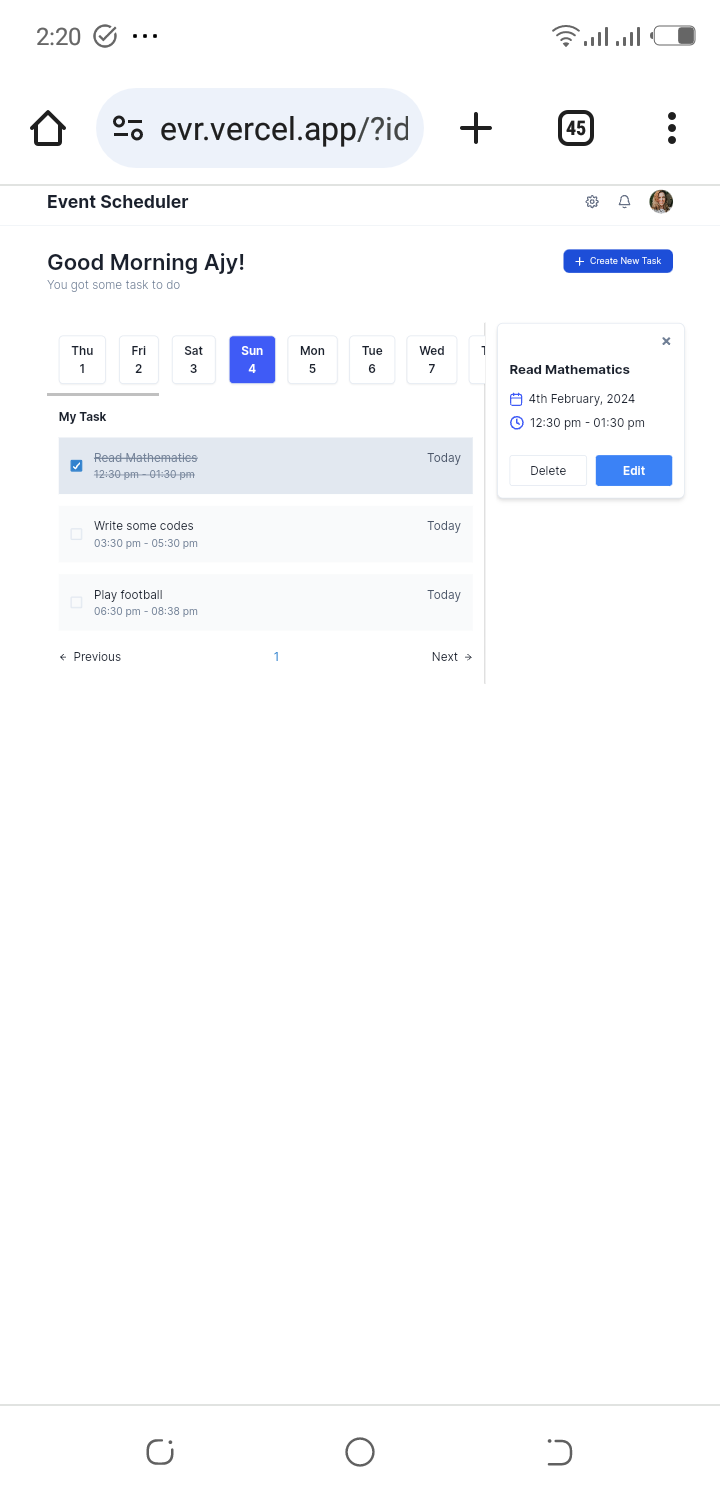 2:20
evr.vercel.app/?id
45
Event Scheduler
Good Morning Ajy!
You got some task to do
+ Create New Task
Thu Fri Sat Sun Mon Tue Wed T
1 2 3 4 5 6 7
My Task
Read Mathematics Today
12:30 pm - 01:30 pm
Write some codes Today
03:30 pm - 05:30 pm
Play football Today
06:30 pm - 08:38 pm
← Previous 1 Next →
Read Mathematics
4th February, 2024
12:30 pm - 01:30 pm
Delete Edit